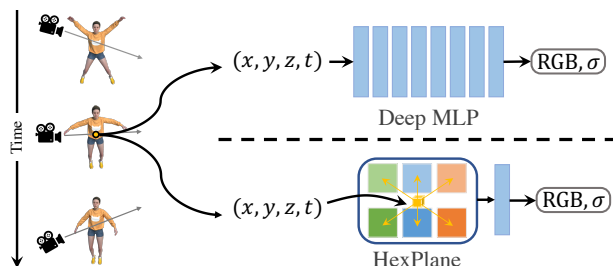 Time
(x, y, z, t)
RGB, σ
Deep MLP
(x, y, z, t)
RGB, σ
HexPlane